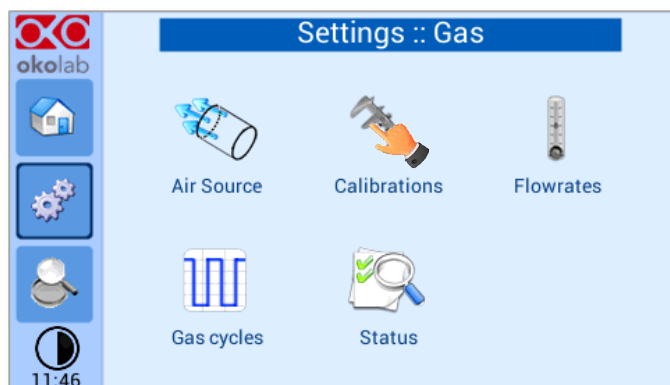 Settings :: Gas
okolab
Air Source
Calibrations
Flowrates
Gas cycles
Status
11:46